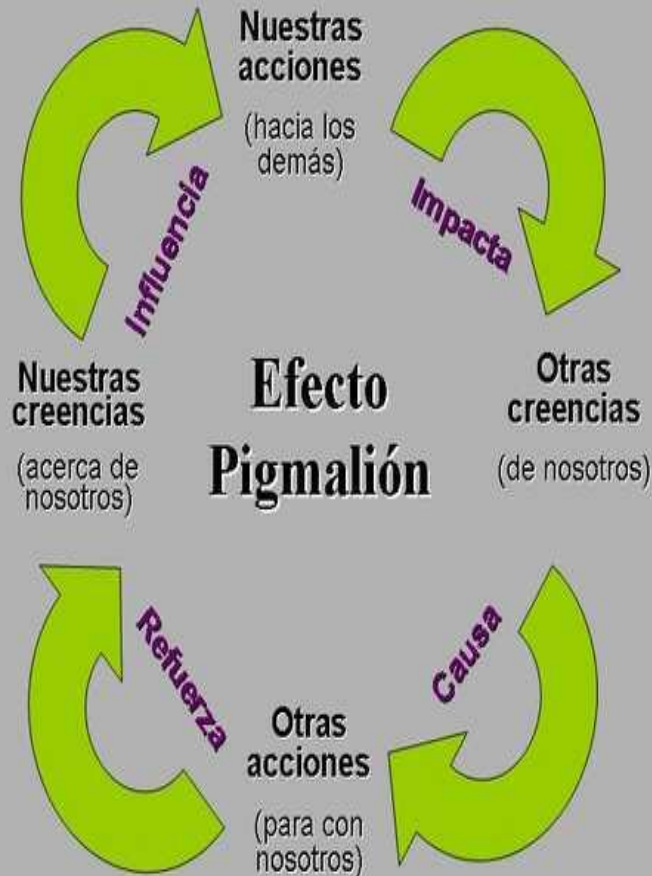 Nuestras
acciones
(hacia los
demás)
Impacta
Otras
creencias
(de nosotros)
Causa
Otras
acciones
(para con
nosotros)
Refuerza
Nuestras
creencias
(acerca de
nosotros)
Influencia
Efecto
Pigmalión